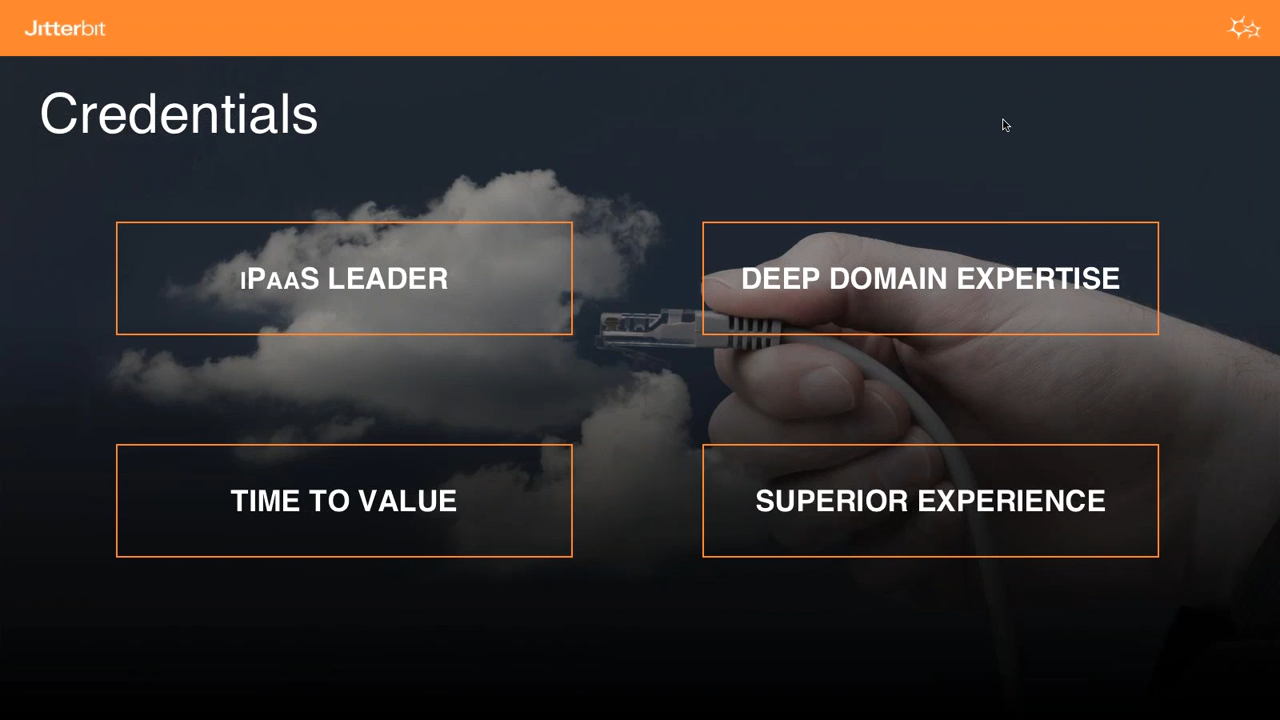 Jitterbit
Credentials
iPaaS LEADER
DEEP DOMAIN EXPERTISE
TIME TO VALUE
SUPERIOR EXPERIENCE